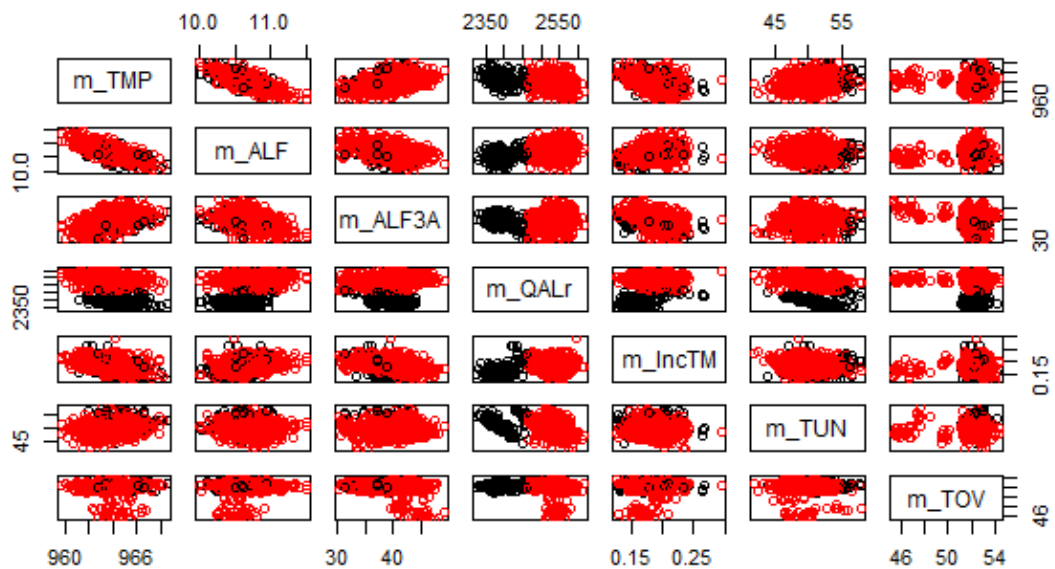 10.0 11.0 2350 2550 45 55
m_TMP 960
10.0 m_ALF
m_ALF3A 30
2350 m_QALr
m_IncTM 0.15
45 m_TUN
m_TOV 46
960 966 30 40 0.15 0.25 46 50 54